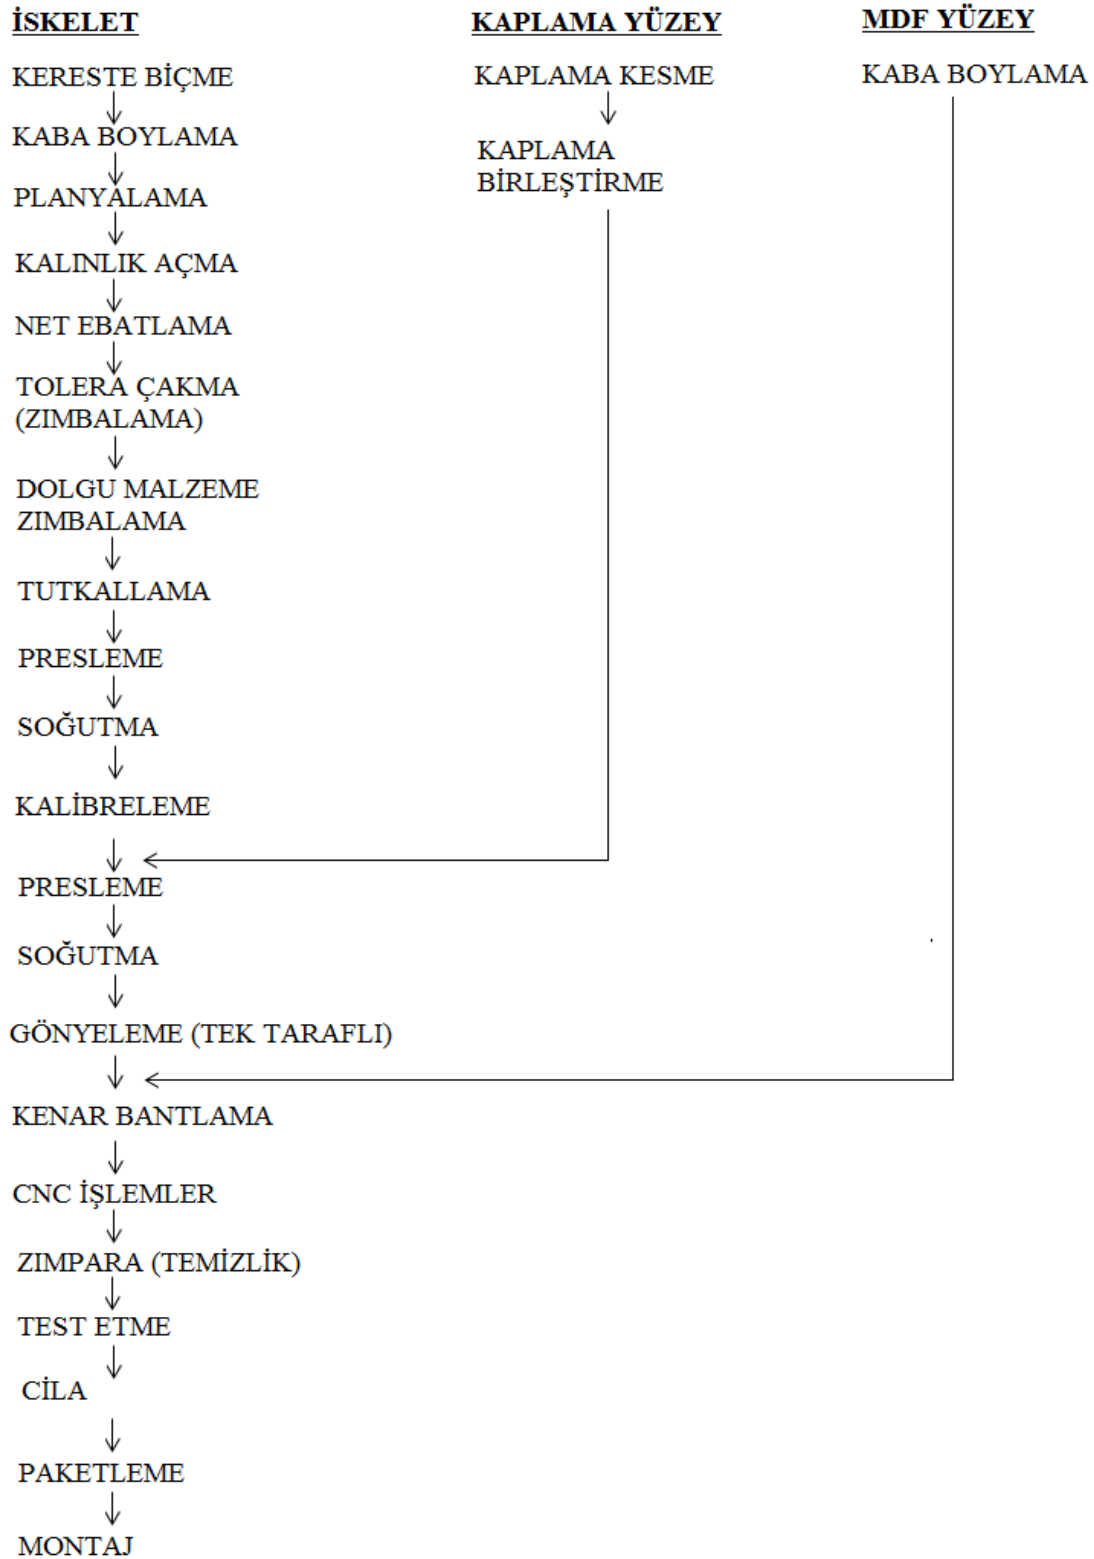 İSKELET
KERESTE BİÇME
KABA BOYLAMA
PLANYALAMA
KALINLIK AÇMA
NET EBATLAMA
TOLERA ÇAKMA
(ZIMBALAMA)
DOLGU MALZEME
ZIMBALAMA
TUTKALLAMA
PRESLEME
SOĞUTMA
KALİBRELEME
PRESLEME
SOĞUTMA
GÖNYELEME (TEK TARAFLI)
KENAR BANTLAMA
CNC İŞLEMLER
ZIMPARA (TEMİZLİK)
TEST ETME
CİLA
PAKETLEME
MONTAJ
KAPLAMA YÜZEY
KAPLAMA KESME
KAPLAMA
BİRLEŞTİRME
MDF YÜZEY
KABA BOYLAMA